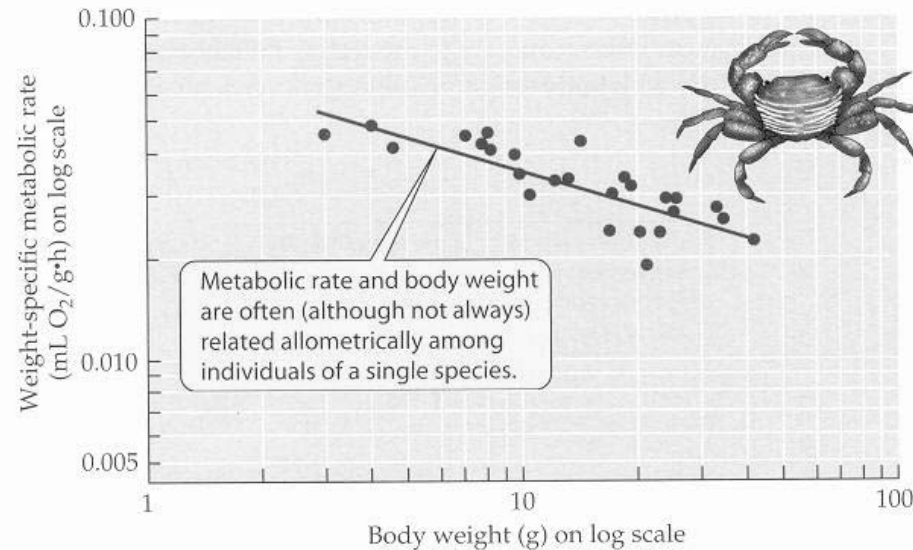 0.100
Weight-specific metabolic rate
(mL O₂/g•h) on log scale
Metabolic rate and body weight
are often (although not always)
related allometrically among
individuals of a single species.
0.010
0.005
1
10
100
Body weight (g) on log scale